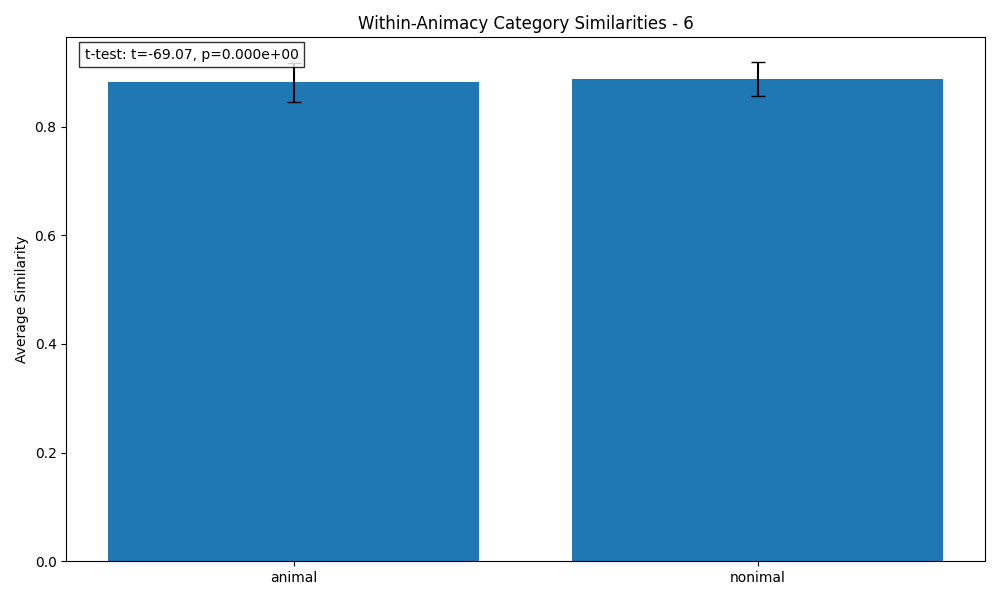 Within-Animacy Category Similarities - 6
t-test: t=-69.07, p=0.000e+00
Average Similarity
0.8
0.6
0.4
0.2
0.0
animal
nonimal